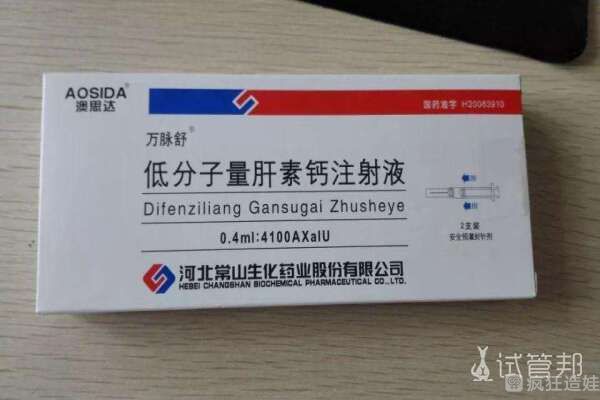 AOSIDA
澳思达
国药准字 H20063910
万脉舒®
低分子量肝素钙注射液
Difenziliang Gansugai Zhusheye
0.4ml:4100AXaIU
2支装
安全预灌封针剂
河北常山生化药业股份有限公司
HEBEI CHANGSHAN BIOCHEMICAL PHARMACEUTICAL CO.,LTD.
试管邦
疯狂造娃